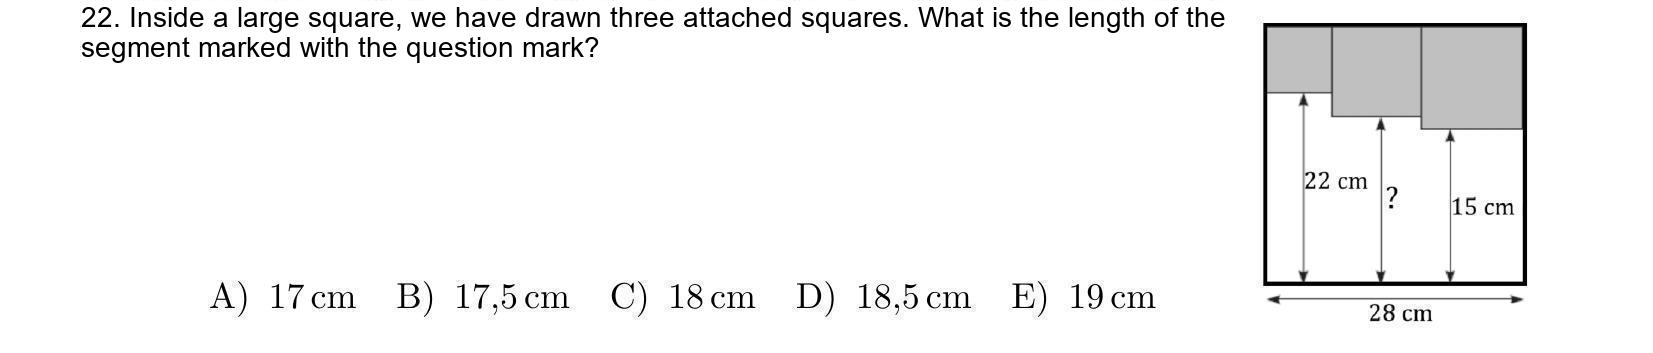 22. Inside a large square, we have drawn three attached squares. What is the length of the
segment marked with the question mark?
22 cm
?
15 cm
28 cm
A) 17 cm B) 17,5 cm C) 18 cm D) 18,5 cm E) 19 cm